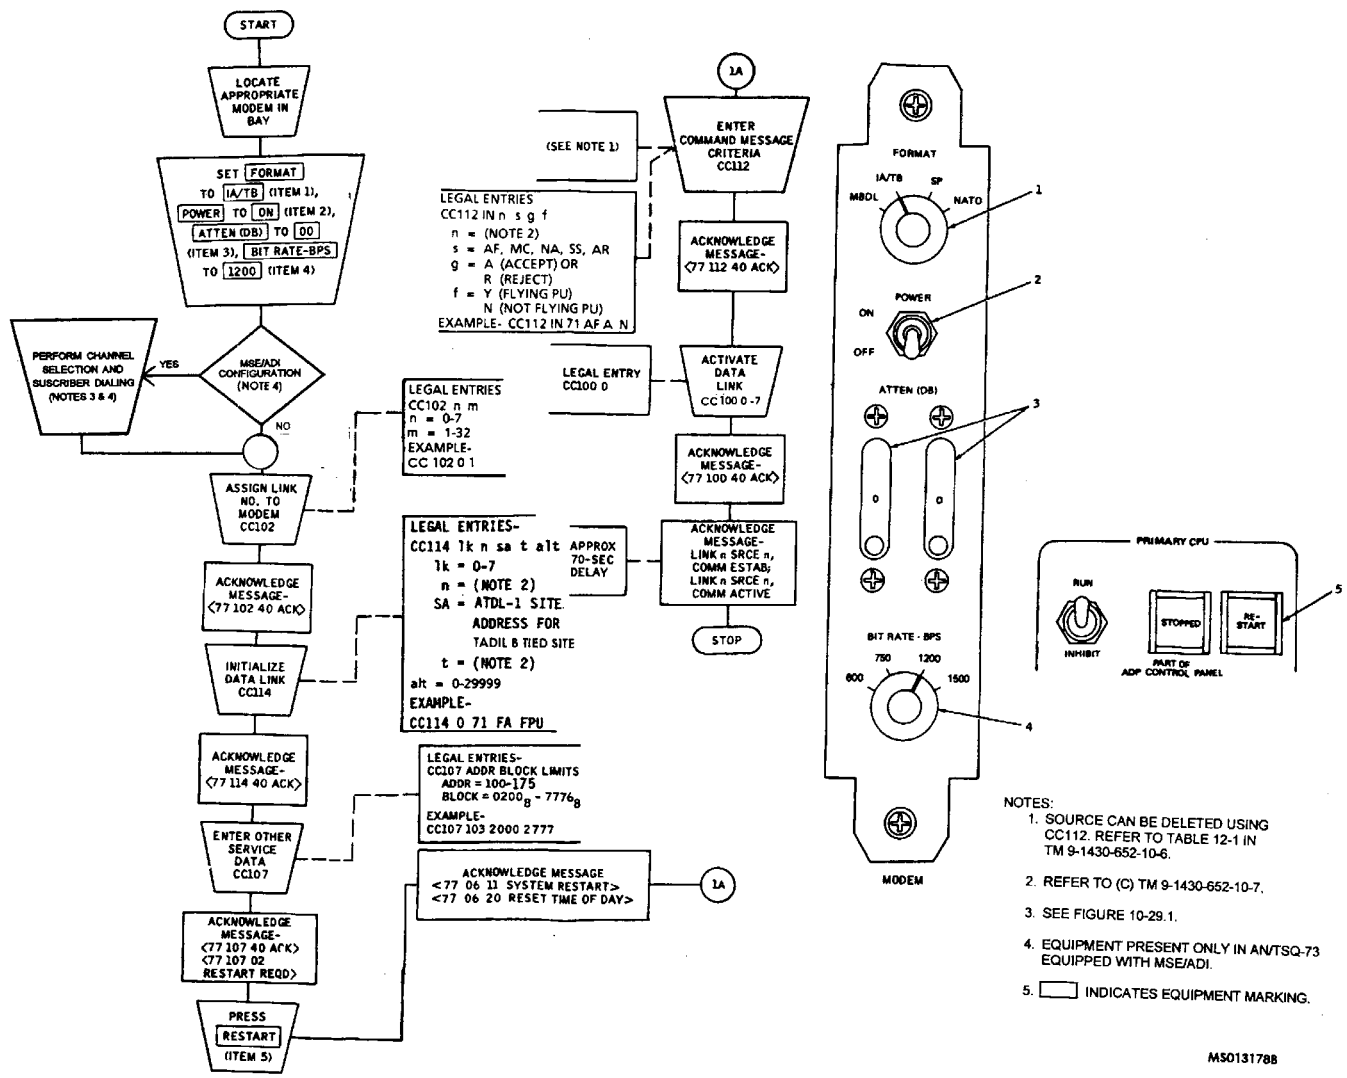 START
LOCATE
APPROPRIATE
MODEM IN
BAY
SET FORMAT
TO IA/TB (ITEM 1),
POWER TO ON (ITEM 2),
ATTEN (DB) TO 00
(ITEM 3), BIT RATE-BPS
TO 1200 (ITEM 4)
MSE/ADI
CONFIGURATION
(NOTE 4)
YES
NO
PERFORM CHANNEL
SELECTION AND
SUSCRIBER DIALING
(NOTES 3 & 4)
ASSIGN LINK
NO. TO
MODEM
CC102
LEGAL ENTRIES
CC102 n m
n = 0-7
m = 1-32
EXAMPLE-
CC 102 0 1
ACKNOWLEDGE
MESSAGE-
<77 102 40 ACK>
INITIALIZE
DATA LINK
CC114
LEGAL ENTRIES-
CC114 lk n sa t alt
lk = 0-7
n = (NOTE 2)
SA = ATDL-1 SITE
ADDRESS FOR
TADIL B TIED SITE
t = (NOTE 2)
alt = 0-29999
EXAMPLE-
CC114 0 71 FA FPU
ACKNOWLEDGE
MESSAGE-
<77 114 40 ACK>
ENTER OTHER
SERVICE
DATA
CC107
LEGAL ENTRIES-
CC107 ADDR BLOCK LIMITS
ADDR = 100-175
BLOCK = 0200₈ - 7776₈
EXAMPLE-
CC107 103 2000 2777
ACKNOWLEDGE
MESSAGE-
<77 107 40 ACK>
<77 107 02
RESTART REQD>
PRESS
RESTART
(ITEM 5)
ACKNOWLEDGE MESSAGE
<77 06 11 SYSTEM RESTART>
<77 06 20 RESET TIME OF DAY>
1A
1A
ENTER
COMMAND MESSAGE
CRITERIA
CC112
(SEE NOTE 1)
LEGAL ENTRIES
CC112 IN n s g f
n = (NOTE 2)
s = AF, MC, NA, SS, AR
g = A (ACCEPT) OR
R (REJECT)
f = Y (FLYING PU)
N (NOT FLYING PU)
EXAMPLE- CC112 IN 71 AF A N
ACKNOWLEDGE
MESSAGE-
<77 112 40 ACK>
ACTIVATE
DATA
LINK
CC100 0-7
LEGAL ENTRY
CC100 0
ACKNOWLEDGE
MESSAGE-
<77 100 40 ACK>
ACKNOWLEDGE
MESSAGE-
LINK n SRCE n,
COMM ESTAB;
LINK n SRCE n,
COMM ACTIVE
APPROX
70-SEC
DELAY
STOP
FORMAT
MBDL
IA/TB
SP
NATO
1
POWER
ON
OFF
2
ATTEN (DB)
0
0
3
BIT RATE - BPS
600
750
1200
1500
4
MODEM
PRIMARY CPU
RUN
INHIBIT
STOPPED
RE-
START
5
PART OF
ADP CONTROL PANEL
NOTES:
1. SOURCE CAN BE DELETED USING
CC112. REFER TO TABLE 12-1 IN
TM 9-1430-652-10-6.
2. REFER TO (C) TM 9-1430-652-10-7.
3. SEE FIGURE 10-29.1.
4. EQUIPMENT PRESENT ONLY IN AN/TSQ-73
EQUIPPED WITH MSE/ADI.
5. INDICATES EQUIPMENT MARKING.
MS013178B